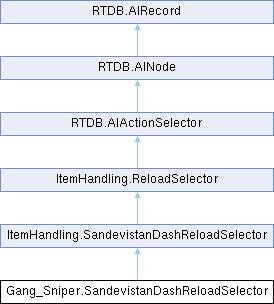 RTDB.AIRecord
RTDB.AINode
RTDB.AIActionSelector
ItemHandling.ReloadSelector
ItemHandling.SandevistanDashReloadSelector
Gang_Sniper.SandevistanDashReloadSelector